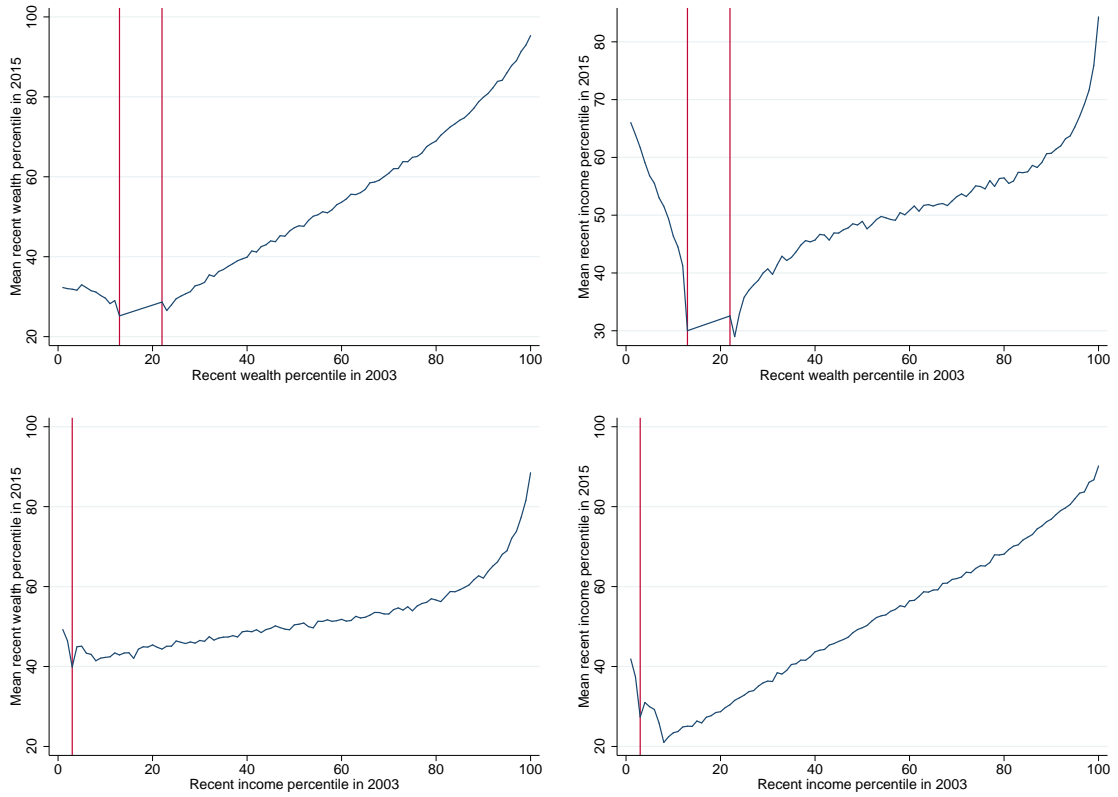 Mean recent wealth percentile in 2015
100
80
60
40
20
0 20 40 60 80 100
Recent wealth percentile in 2003
Mean recent income percentile in 2015
80
70
60
50
40
30
0 20 40 60 80 100
Recent wealth percentile in 2003
Mean recent wealth percentile in 2015
100
80
60
40
20
0 20 40 60 80 100
Recent income percentile in 2003
Mean recent income percentile in 2015
100
80
60
40
20
0 20 40 60 80 100
Recent income percentile in 2003